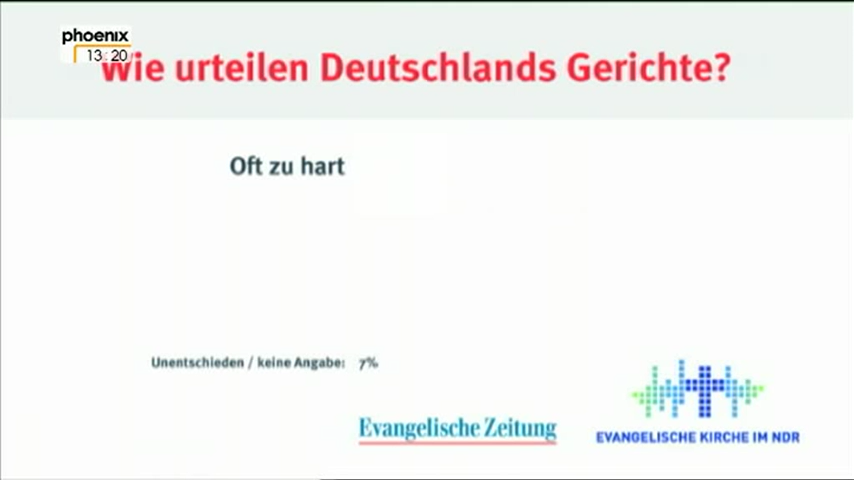 phoenix
13:20
Wie urteilen Deutschlands Gerichte?
Oft zu hart
Unentschieden / keine Angabe: 7%
Evangelische Zeitung
EVANGELISCHE KIRCHE IM NDR